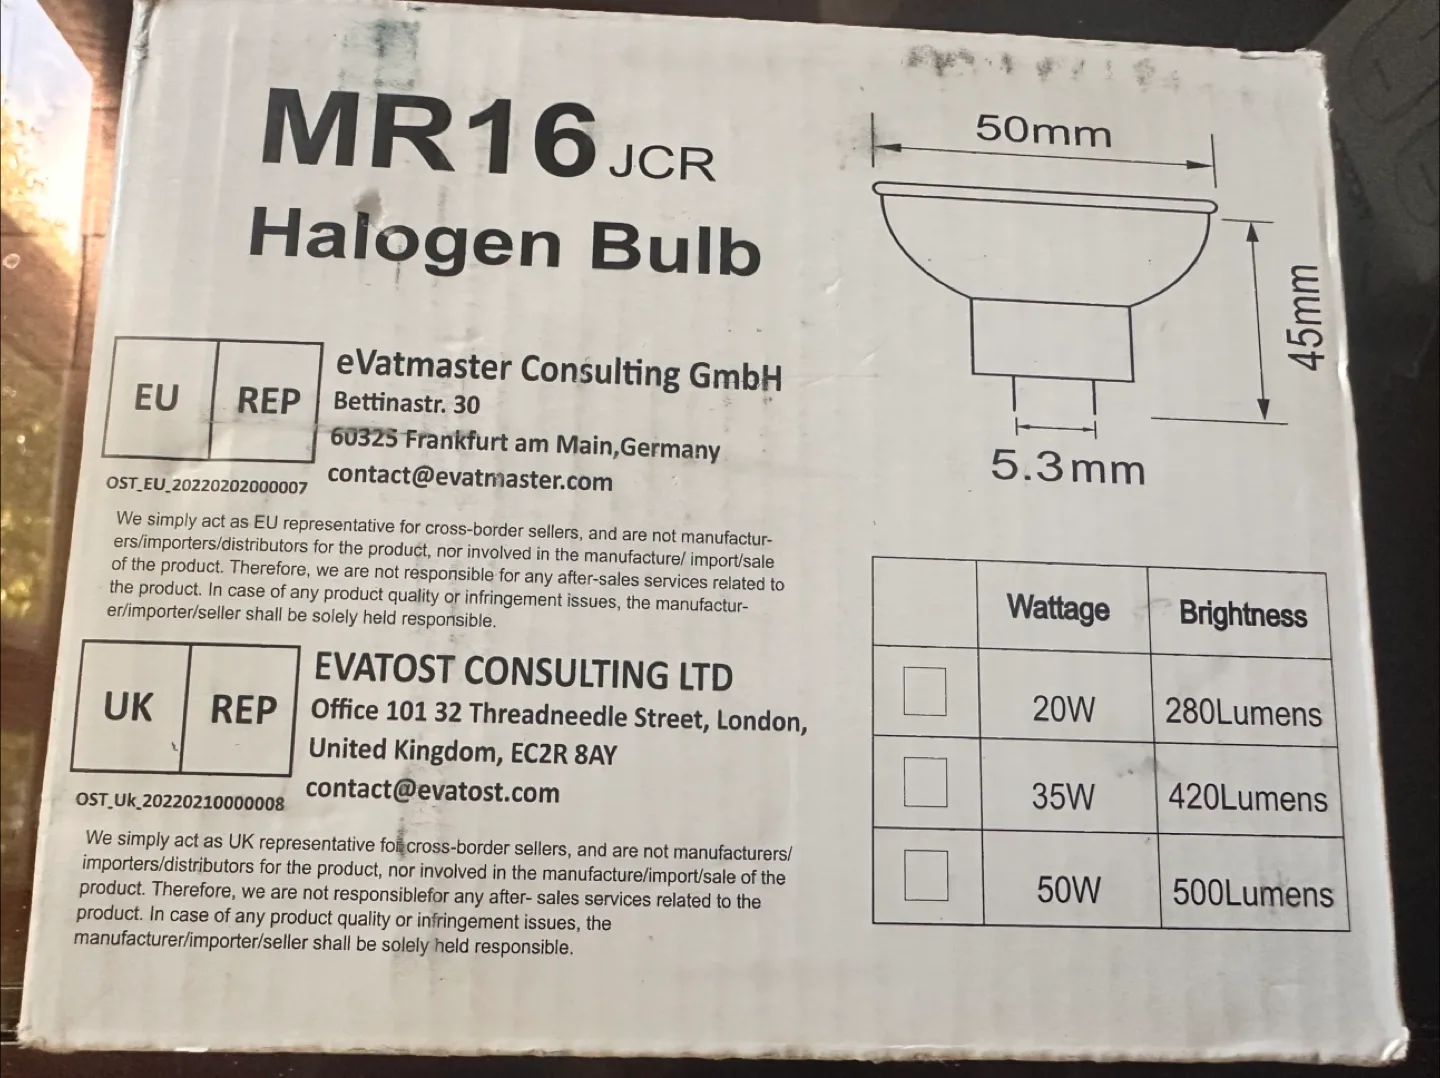 MR16 JCR
Halogen Bulb
50mm
45mm
5.3mm
EU REP
eVatmaster Consulting GmbH
Bettinastr. 30
60325 Frankfurt am Main,Germany
contact@evatmaster.com
OST_EU_20220202000007
We simply act as EU representative for cross-border sellers, and are not manufactur-
ers/importers/distributors for the product, nor involved in the manufacture/ import/sale
of the product. Therefore, we are not responsible for any after-sales services related to
the product. In case of any product quality or infringement issues, the manufactur-
er/importer/seller shall be solely held responsible.
UK REP
EVATOST CONSULTING LTD
Office 101 32 Threadneedle Street, London,
United Kingdom, EC2R 8AY
contact@evatost.com
OST_Uk_20220210000008
We simply act as UK representative for cross-border sellers, and are not manufacturers/
importers/distributors for the product, nor involved in the manufacture/import/sale of the
product. Therefore, we are not responsiblefor any after- sales services related to the
product. In case of any product quality or infringement issues, the
manufacturer/importer/seller shall be solely held responsible.
Wattage Brightness
20W 280Lumens
35W 420Lumens
50W 500Lumens